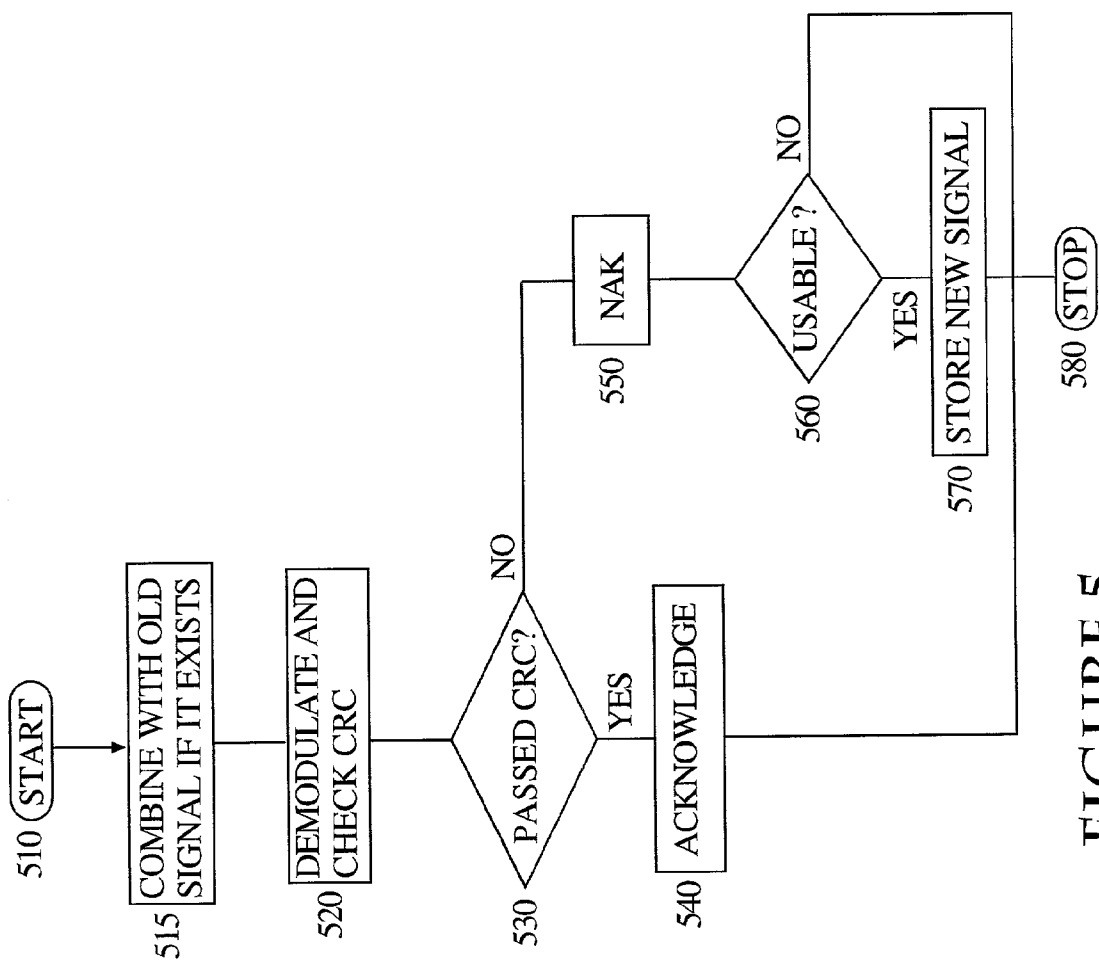 510 START
515 COMBINE WITH OLD
SIGNAL IF IT EXISTS
520 DEMODULATE AND
CHECK CRC
530 PASSED CRC?
NO
YES
540 ACKNOWLEDGE
550 NAK
560 USABLE ?
NO
YES
570 STORE NEW SIGNAL
580 STOP
FIGURE 5